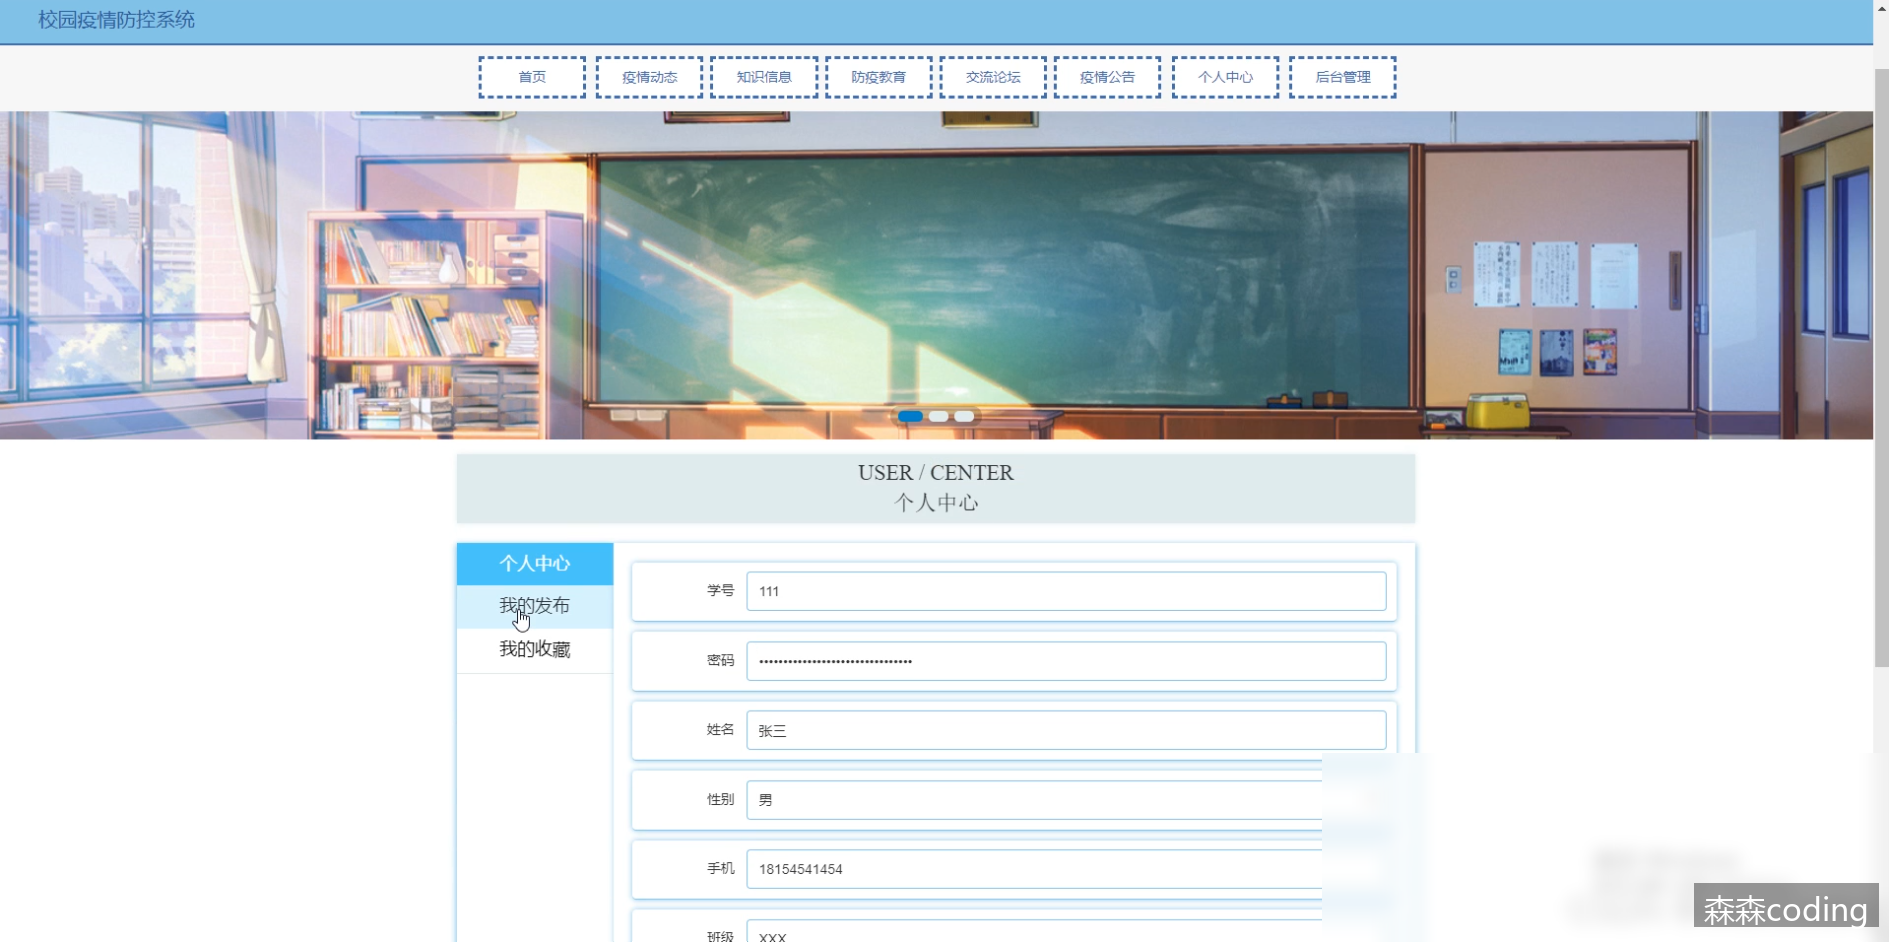 校园疫情防控系统
首页 疫情动态 知识信息 防疫教育 交流论坛 疫情公告 个人中心 后台管理
USER / CENTER
个人中心
个人中心
我的发布
我的收藏
学号 111
密码 ••••••••••••••••••••••••••••••••
姓名 张三
性别 男
手机 18154541454
班级 XXX
森森coding